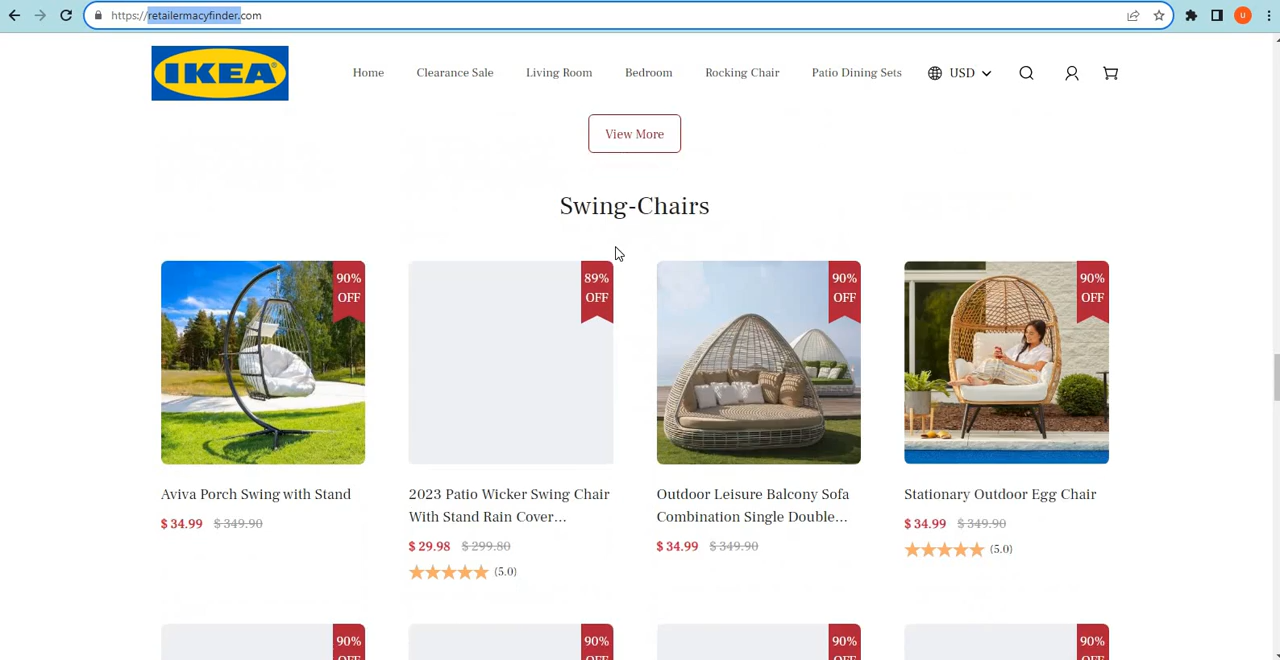 https://retailermacyfinder.com
U
IKEA®
Home Clearance Sale Living Room Bedroom Rocking Chair Patio Dining Sets USD
View More
Swing-Chairs
90% OFF
89% OFF
90% OFF
90% OFF
Aviva Porch Swing with Stand
$ 34.99 $ 349.90
2023 Patio Wicker Swing Chair
With Stand Rain Cover...
$ 29.98 $ 299.80
(5.0)
Outdoor Leisure Balcony Sofa
Combination Single Double...
$ 34.99 $ 349.90
Stationary Outdoor Egg Chair
$ 34.99 $ 349.90
(5.0)
90% OFF
90% OFF
90% OFF
90% OFF